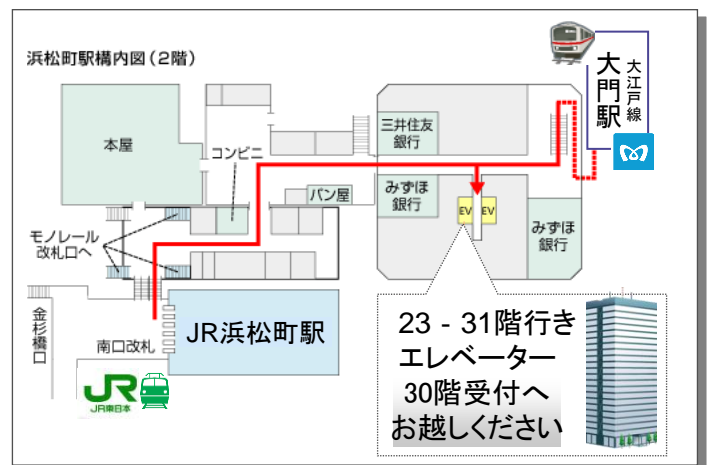 浜松町駅構内図(2階)
大門駅
大江戸線
本屋
コンビニ
三井住友
銀行
パン屋
みずほ
銀行
EV
EV
みずほ
銀行
モノレール
改札口へ
金杉橋口
南口改札
JR浜松町駅
JR
JR東日本
23 - 31階行き
エレベーター
30階受付へ
お越しください